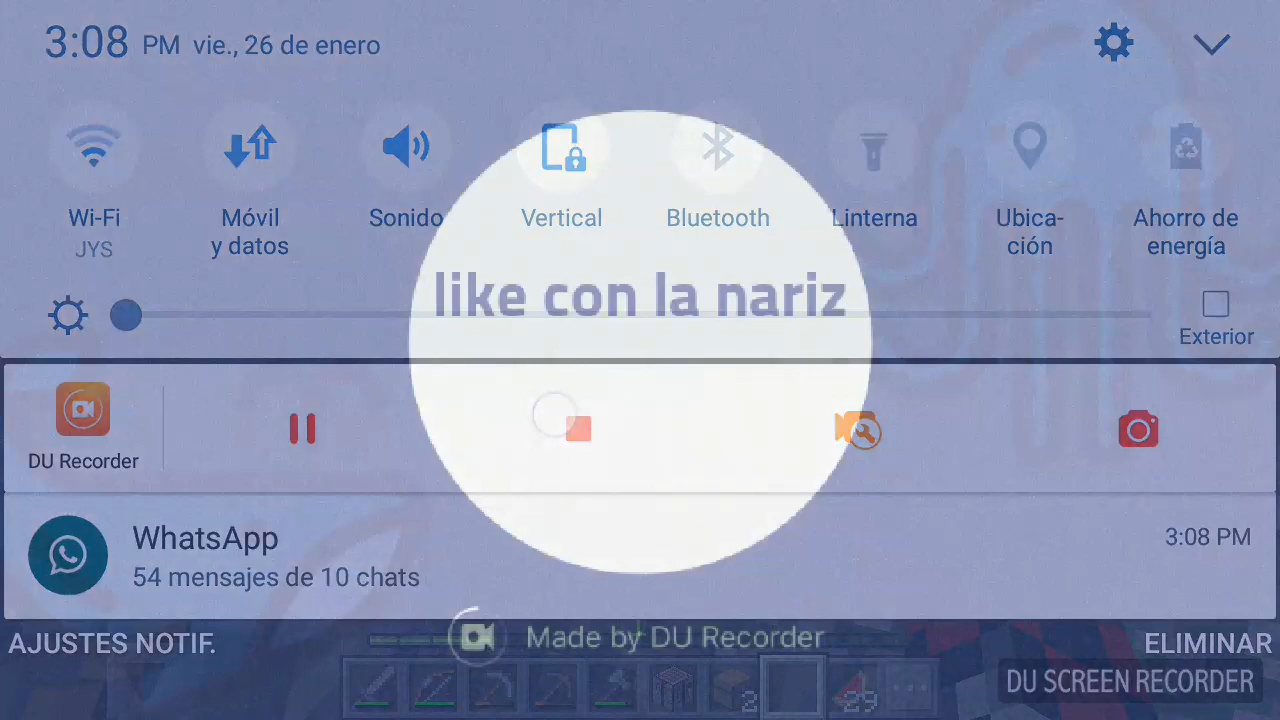 3:08 PM vie., 26 de enero
Wi-Fi
JYS
Móvil
y datos
Sonido
Vertical
Bluetooth
Linterna
Ubica-
ción
Ahorro de
energía
like con la nariz
Exterior
DU Recorder
WhatsApp
3:08 PM
54 mensajes de 10 chats
AJUSTES NOTIF.
Made by DU Recorder
ELIMINAR
DU SCREEN RECORDER
2
29